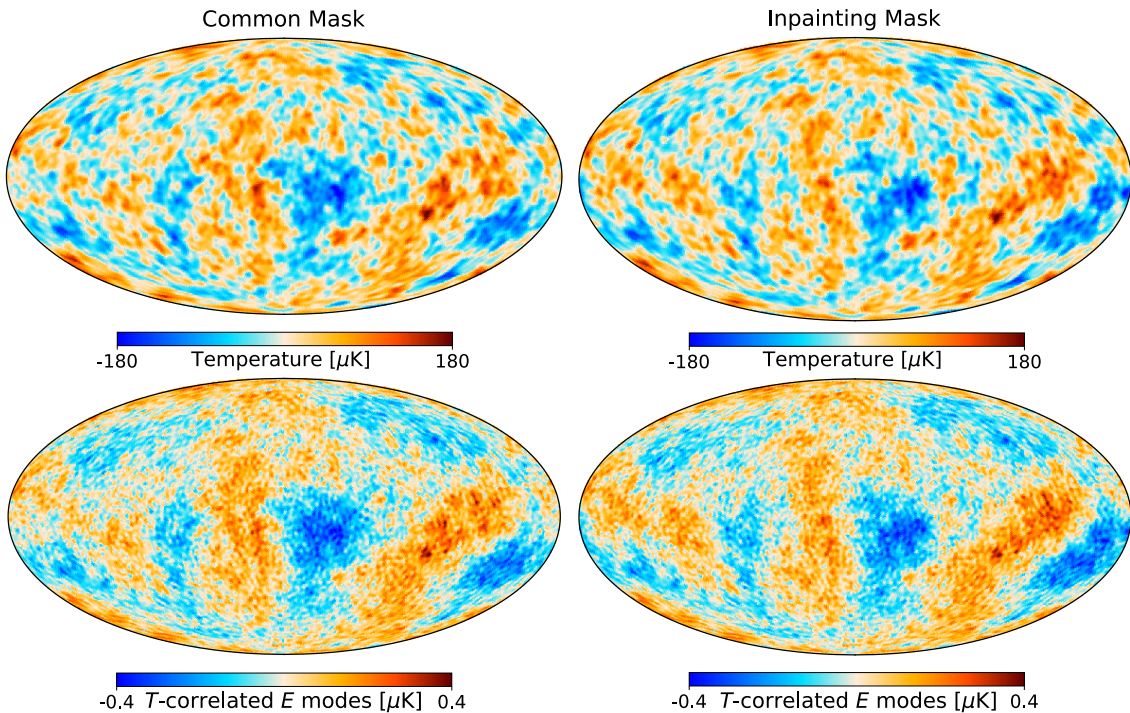 Common Mask
Inpainting Mask
-180 Temperature [μK] 180
-180 Temperature [μK] 180
-0.4 T-correlated E modes [μK] 0.4
-0.4 T-correlated E modes [μK] 0.4